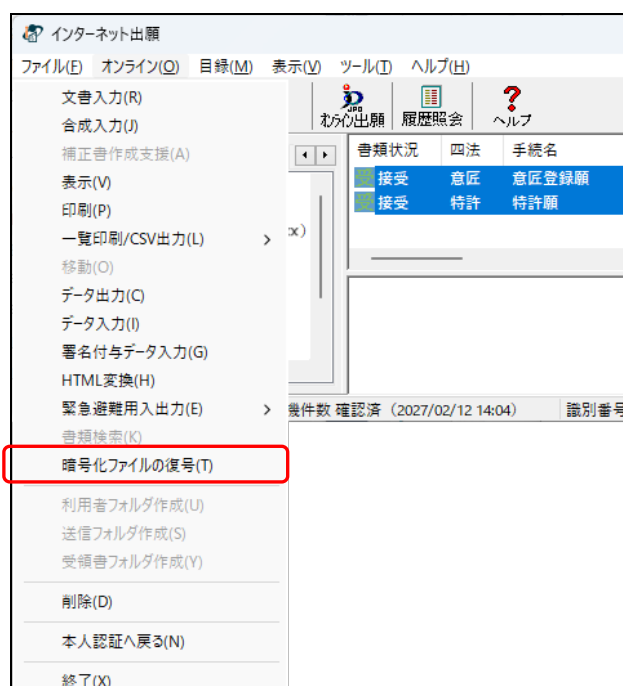 インターネット出願
ファイル(F) オンライン(O) 目録(M) 表示(V) ツール(T) ヘルプ(H)
文書入力(R)
合成入力(J)
補正書作成支援(A)
表示(V)
印刷(P)
一覧印刷/CSV出力(L)
移動(O)
データ出力(C)
データ入力(I)
署名付与データ入力(G)
HTML変換(H)
緊急避難用入出力(E)
書類検索(K)
暗号化ファイルの復号(T)
利用者フォルダ作成(U)
送信フォルダ作成(S)
受領書フォルダ作成(Y)
削除(D)
本人認証へ戻る(N)
終了(X)
JPO
オンライン出願 履歴照会 ヘルプ
書類状況 四法 手続名
受 接受 意匠 意匠登録願
受 接受 特許 特許願
x)
機件数 確認済 (2027/02/12 14:04) 識別番号